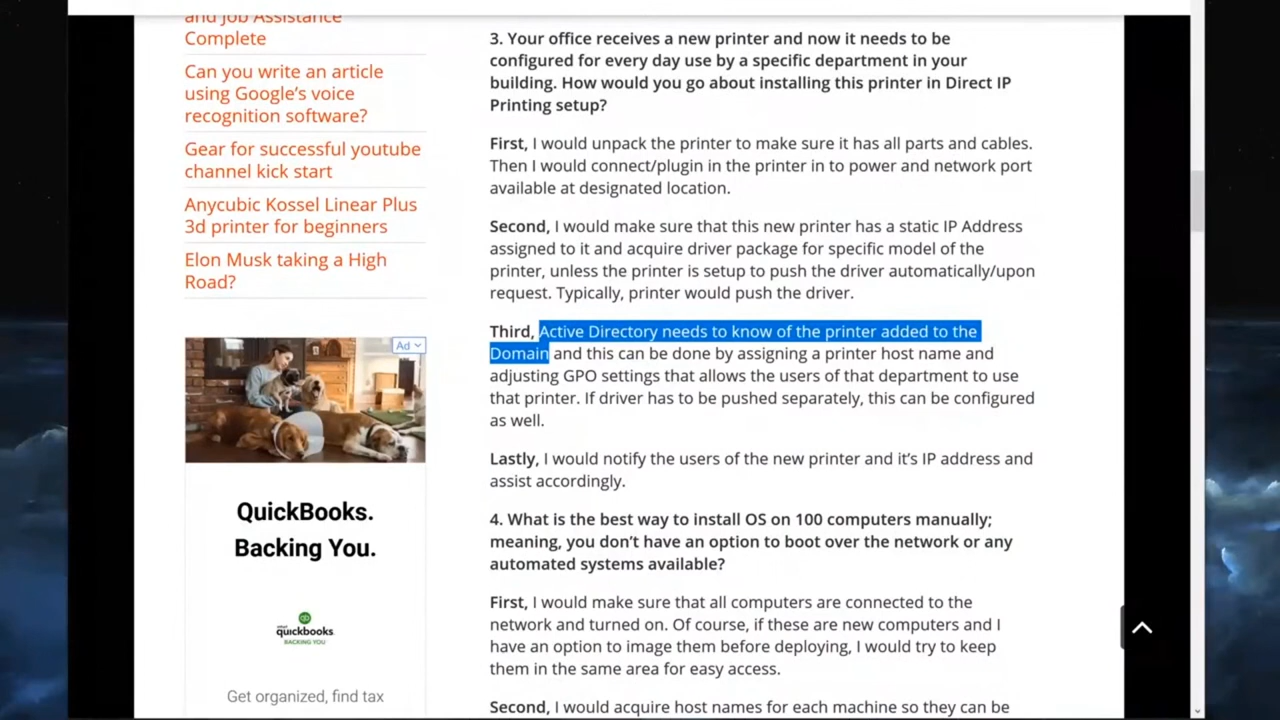 and Job Assistance
Complete
Can you write an article
using Google’s voice
recognition software?
Gear for successful youtube
channel kick start
Anycubic Kossel Linear Plus
3d printer for beginners
Elon Musk taking a High
Road?
Ad
QuickBooks.
Backing You.
intuit
quickbooks
BACKING YOU
Get organized, find tax
3. Your office receives a new printer and now it needs to be
configured for every day use by a specific department in your
building. How would you go about installing this printer in Direct IP
Printing setup?
First, I would unpack the printer to make sure it has all parts and cables.
Then I would connect/plugin in the printer in to power and network port
available at designated location.
Second, I would make sure that this new printer has a static IP Address
assigned to it and acquire driver package for specific model of the
printer, unless the printer is setup to push the driver automatically/upon
request. Typically, printer would push the driver.
Third, Active Directory needs to know of the printer added to the
Domain and this can be done by assigning a printer host name and
adjusting GPO settings that allows the users of that department to use
that printer. If driver has to be pushed separately, this can be configured
as well.
Lastly, I would notify the users of the new printer and it’s IP address and
assist accordingly.
4. What is the best way to install OS on 100 computers manually;
meaning, you don’t have an option to boot over the network or any
automated systems available?
First, I would make sure that all computers are connected to the
network and turned on. Of course, if these are new computers and I
have an option to image them before deploying, I would try to keep
them in the same area for easy access.
Second, I would acquire host names for each machine so they can be